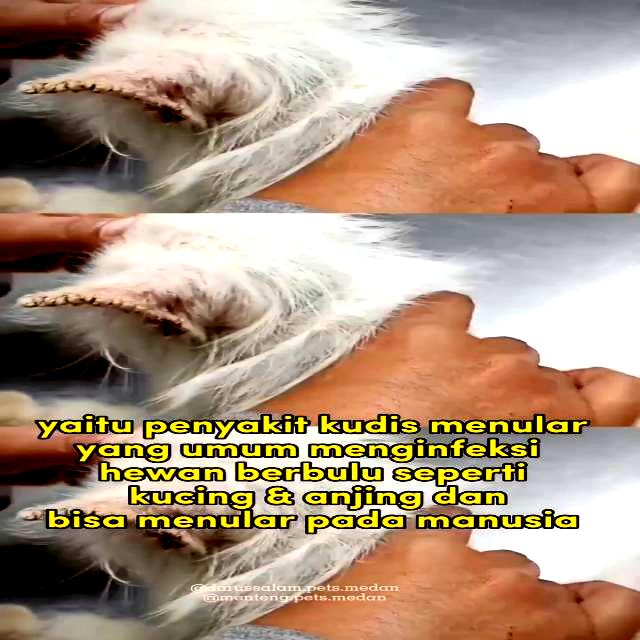 yaitu penyakit kudis menular
yang umum menginfeksi
hewan berbulu seperti
kucing & anjing dan
bisa menular pada manusia
@darussalam.pets.medan
@menteng.pets.medan